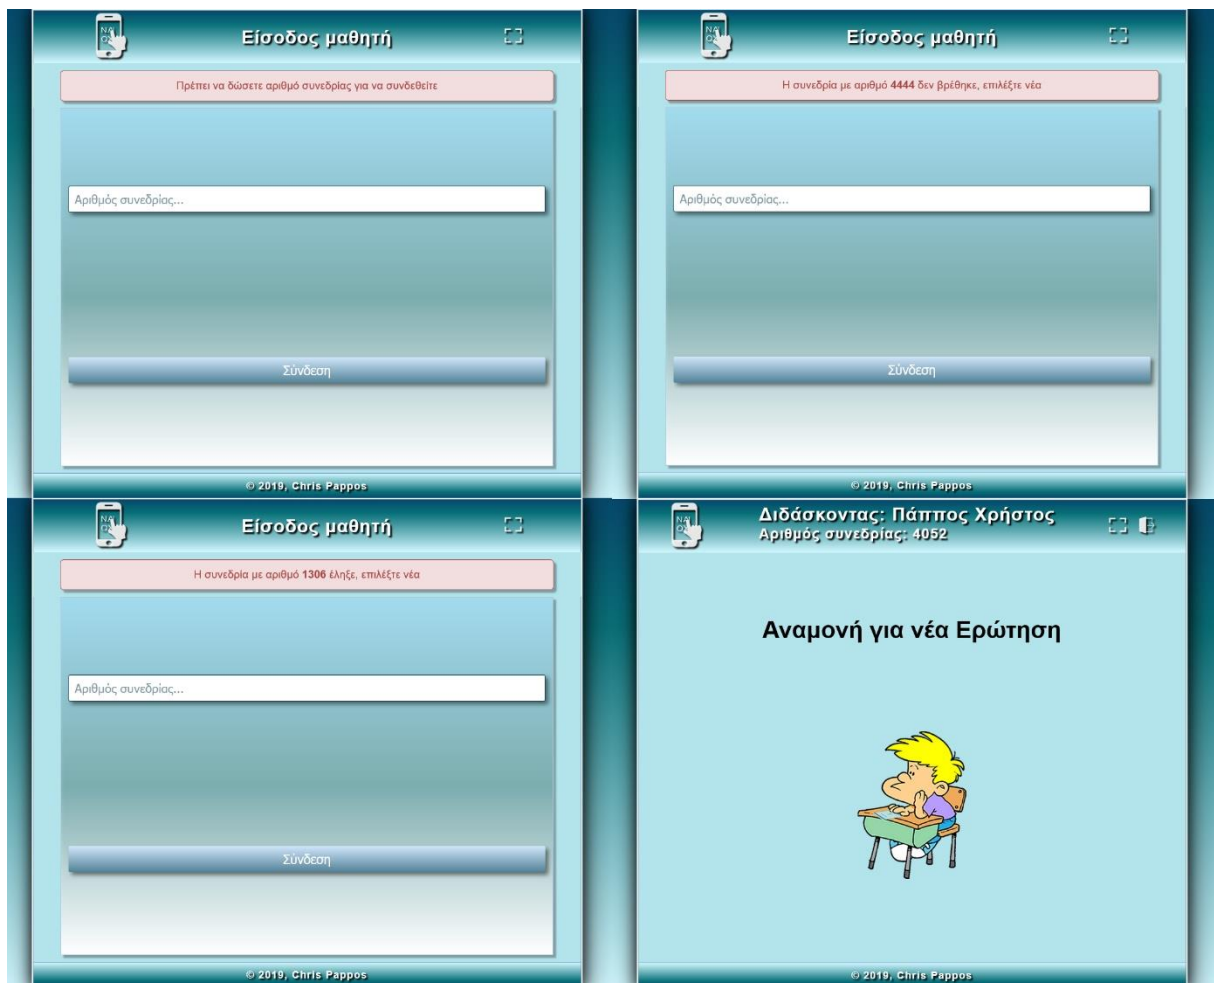 Είσοδος μαθητή
Πρέπει να δώσετε αριθμό συνεδρίας για να συνδεθείτε
Αριθμός συνεδρίας...
Σύνδεση
© 2019, Chris Pappos
Είσοδος μαθητή
Η συνεδρία με αριθμό 4444 δεν βρέθηκε, επιλέξτε νέα
Αριθμός συνεδρίας...
Σύνδεση
© 2019, Chris Pappos
Είσοδος μαθητή
Η συνεδρία με αριθμό 1306 έληξε, επιλέξτε νέα
Αριθμός συνεδρίας...
Σύνδεση
© 2019, Chris Pappos
Διδάσκοντας: Πάππος Χρήστος
Αριθμός συνεδρίας: 4052
Αναμονή για νέα Ερώτηση
© 2019, Chris Pappos